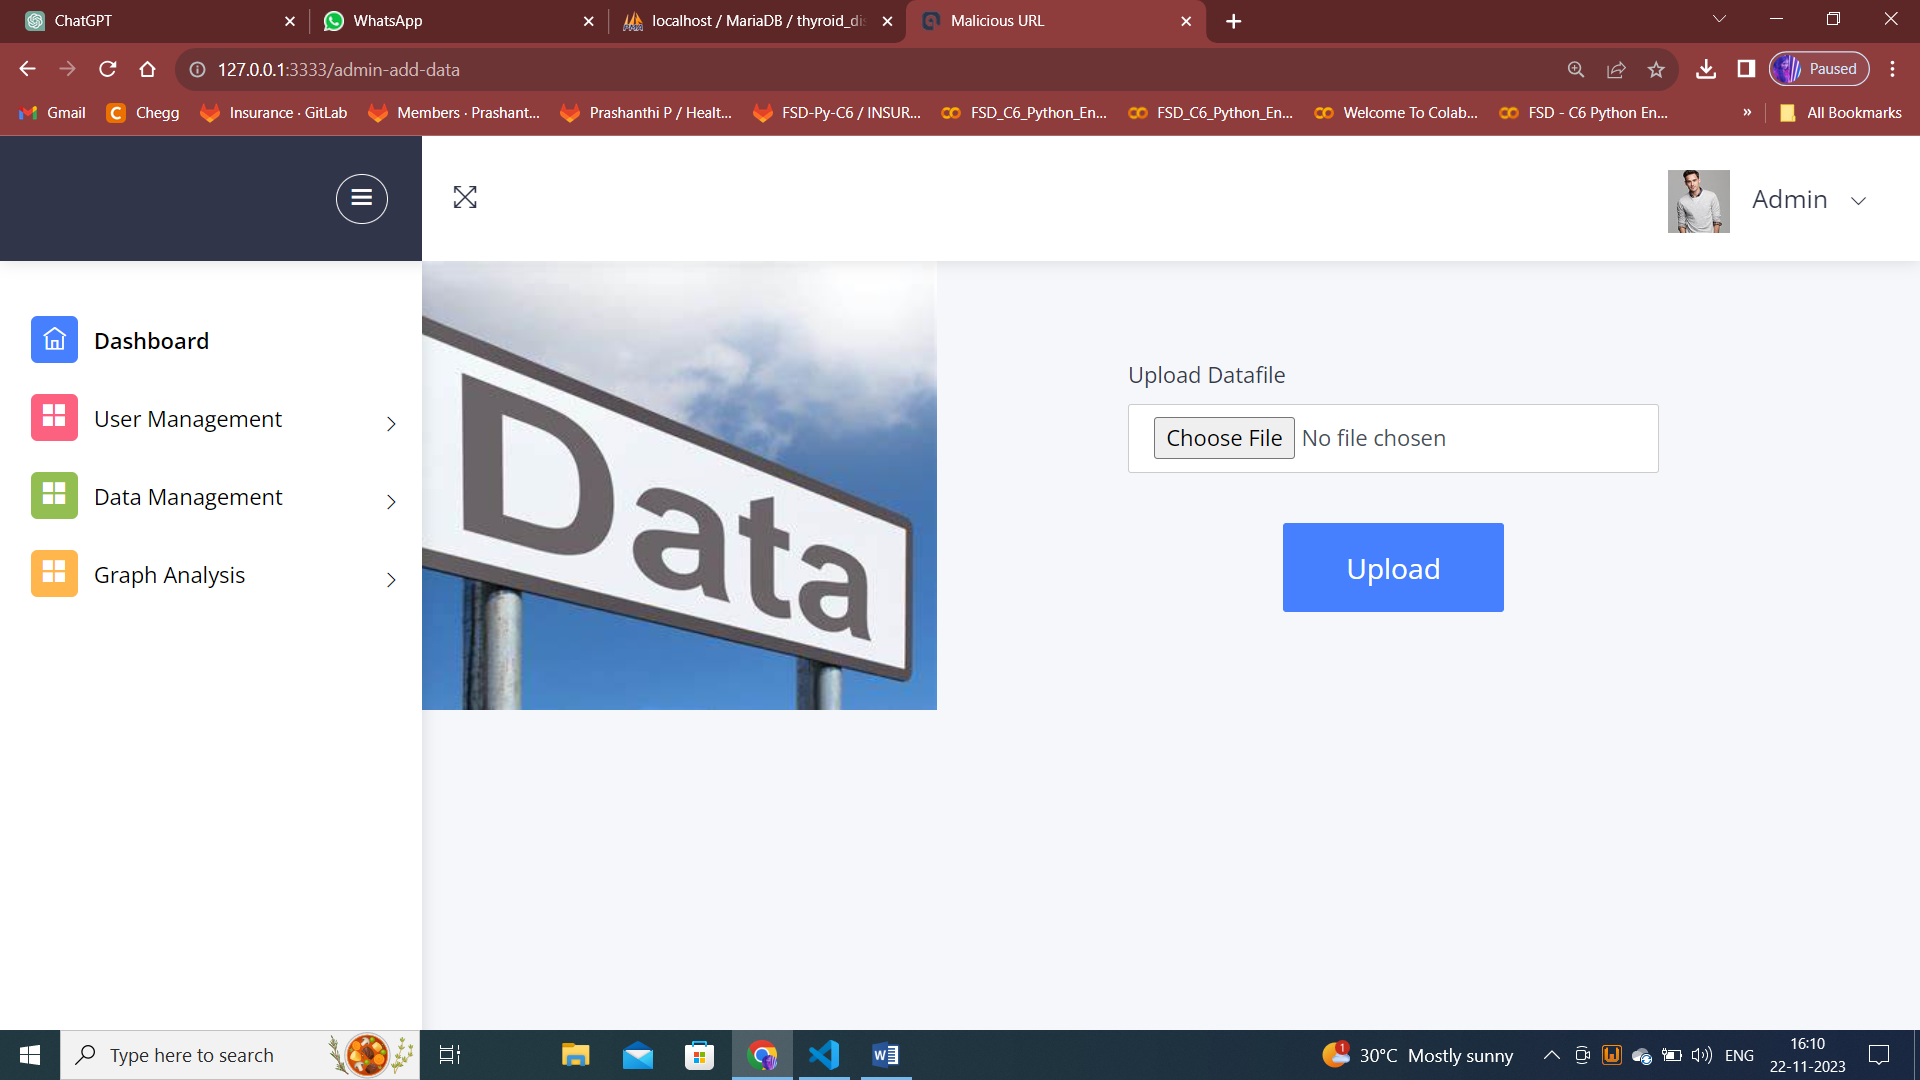 ChatGPT
WhatsApp
localhost / MariaDB / thyroid_dis
Malicious URL
127.0.0.1:3333/admin-add-data
Paused
Gmail
Chegg
Insurance · GitLab
Members · Prashant...
Prashanthi P / Healt...
FSD-Py-C6 / INSUR...
FSD_C6_Python_En...
FSD_C6_Python_En...
Welcome To Colab...
FSD - C6 Python En...
»
All Bookmarks
Admin
Dashboard
User Management
Data Management
Graph Analysis
Data
Upload Datafile
Choose File No file chosen
Upload
Type here to search
1
30°C Mostly sunny
ENG
16:10
22-11-2023